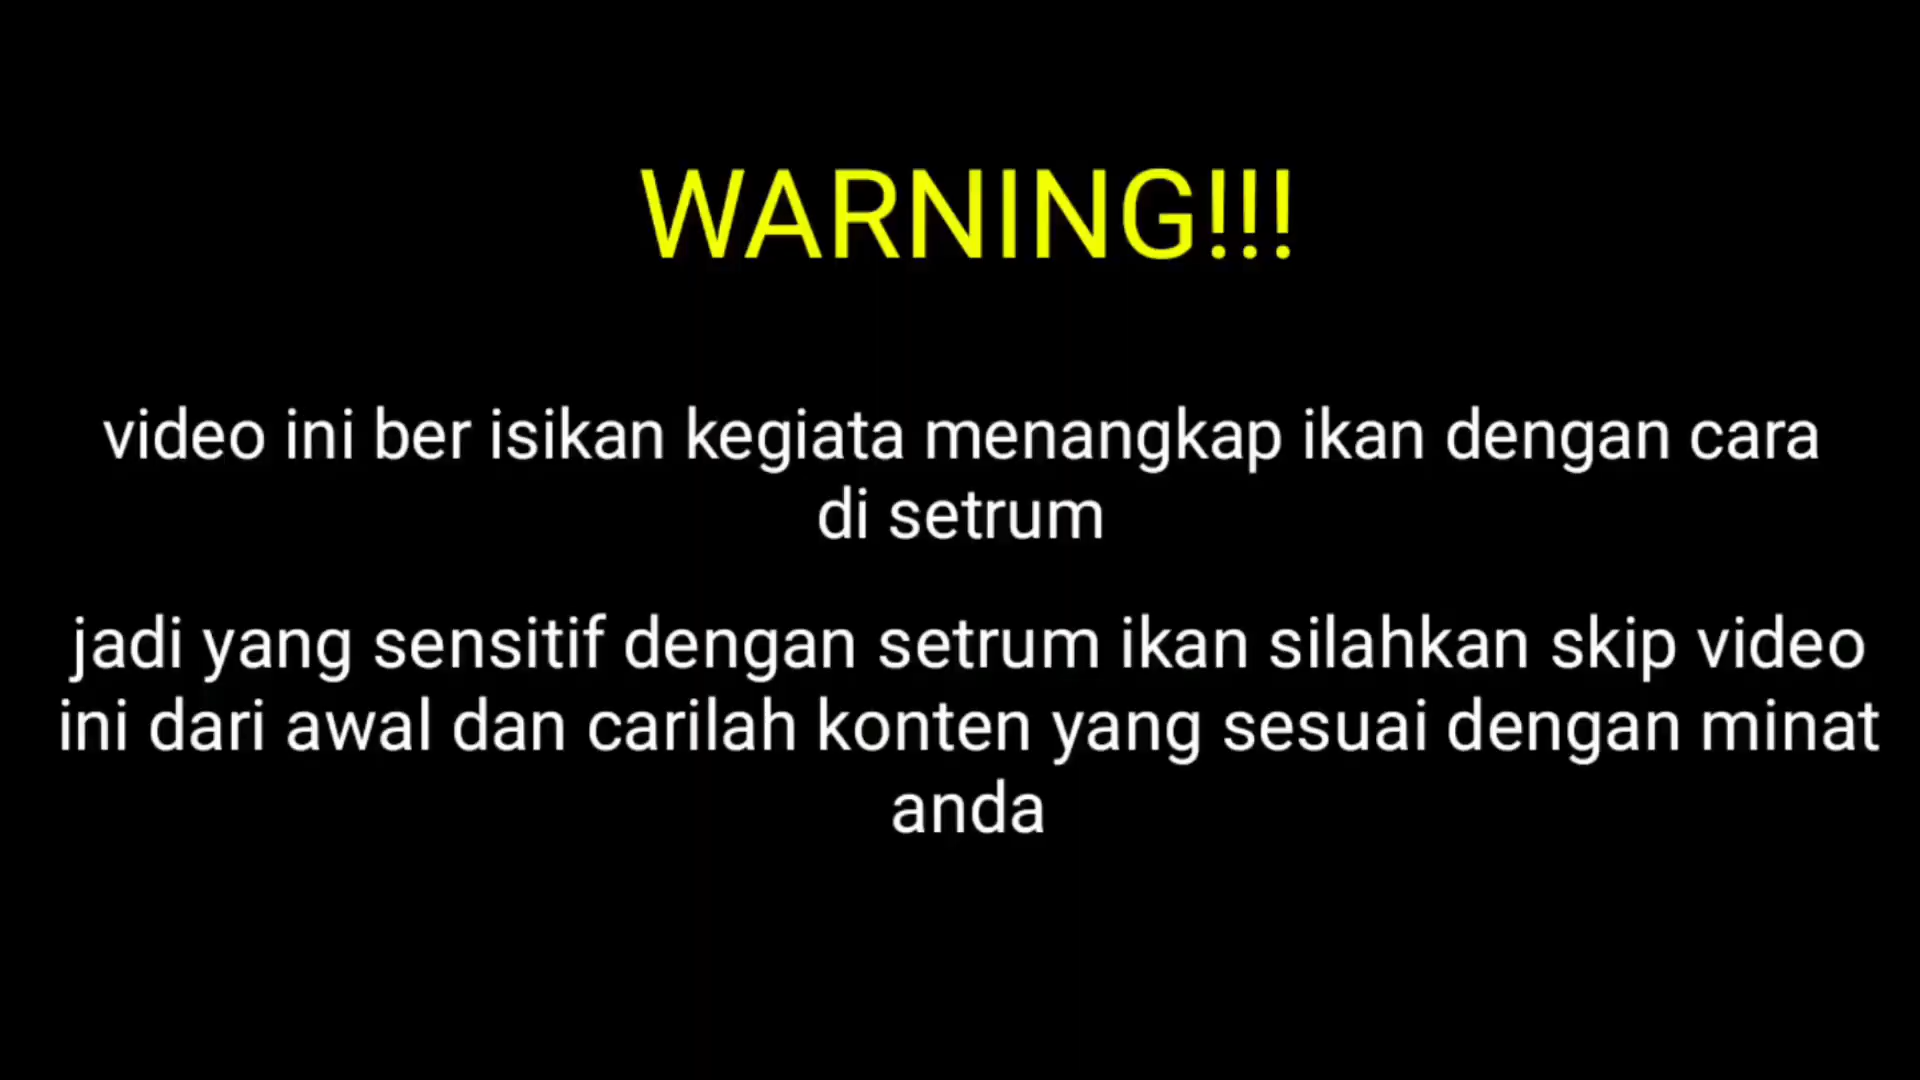 WARNING!!!
video ini ber isikan kegiata menangkap ikan dengan cara
di setrum
jadi yang sensitif dengan setrum ikan silahkan skip video
ini dari awal dan carilah konten yang sesuai dengan minat
anda